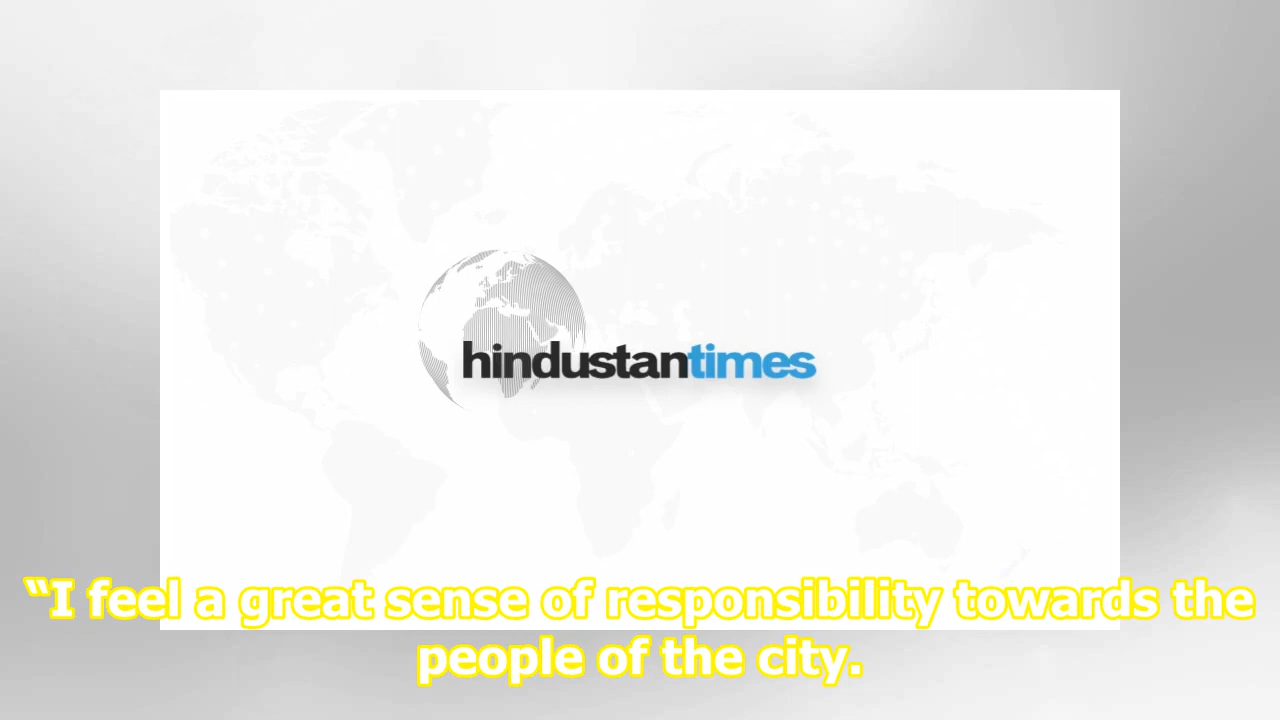 hindustantimes
“I feel a great sense of responsibility towards the
people of the city.